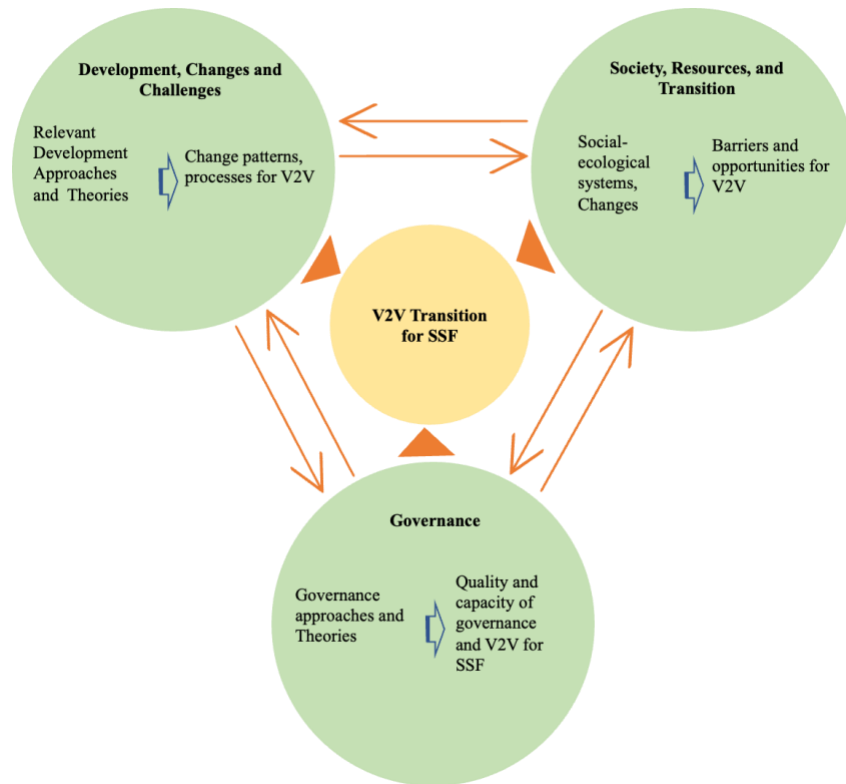 Development, Changes and
Challenges
Relevant
Development
Approaches
and Theories
Change patterns,
processes for V2V
Society, Resources, and
Transition
Social-
ecological
systems,
Changes
Barriers and
opportunities for
V2V
V2V Transition
for SSF
Governance
Governance
approaches and
Theories
Quality and
capacity of
governance
and V2V for
SSF